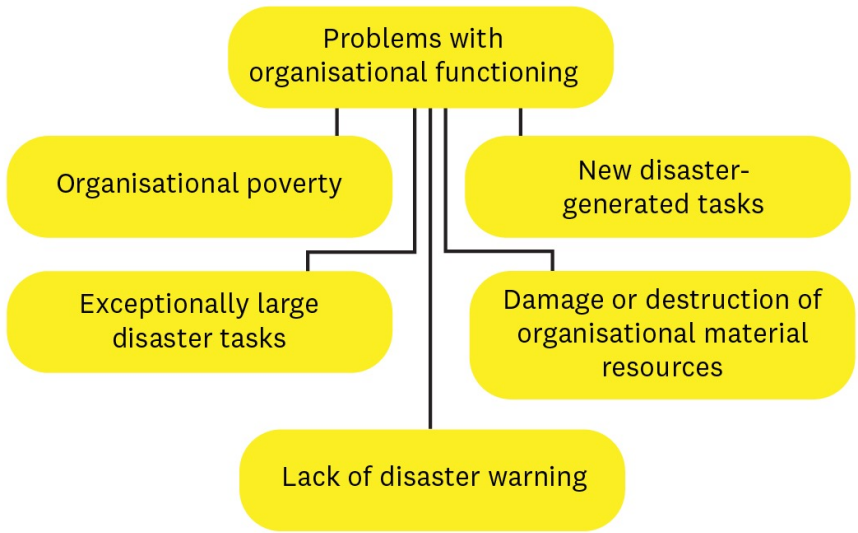 Problems with
organisational functioning
Organisational poverty
New disaster-
generated tasks
Exceptionally large
disaster tasks
Damage or destruction of
organisational material
resources
Lack of disaster warning